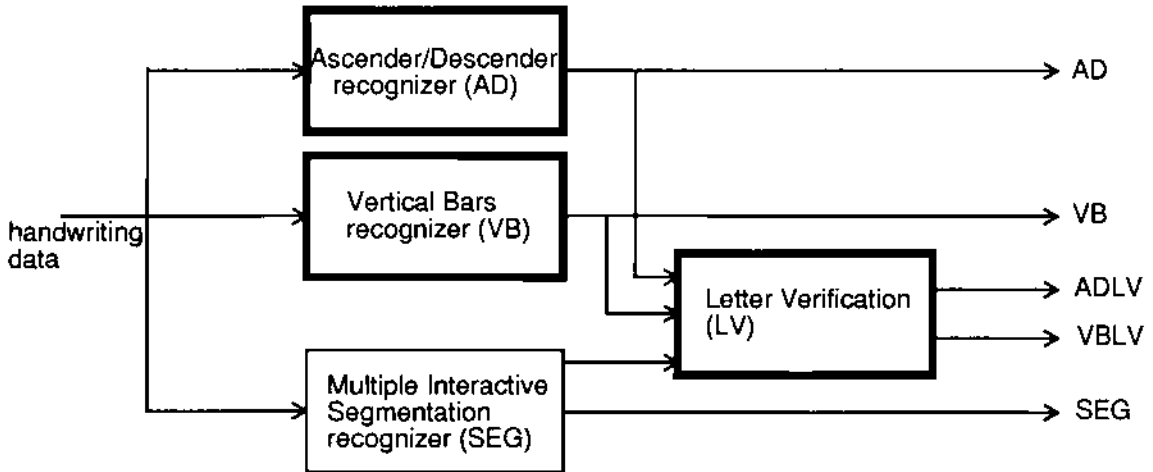 Ascender/Descender
recognizer (AD)
AD
Vertical Bars
recognizer (VB)
VB
handwriting
data
Letter Verification
(LV)
ADLV
VBLV
Multiple Interactive
Segmentation
recognizer (SEG)
SEG